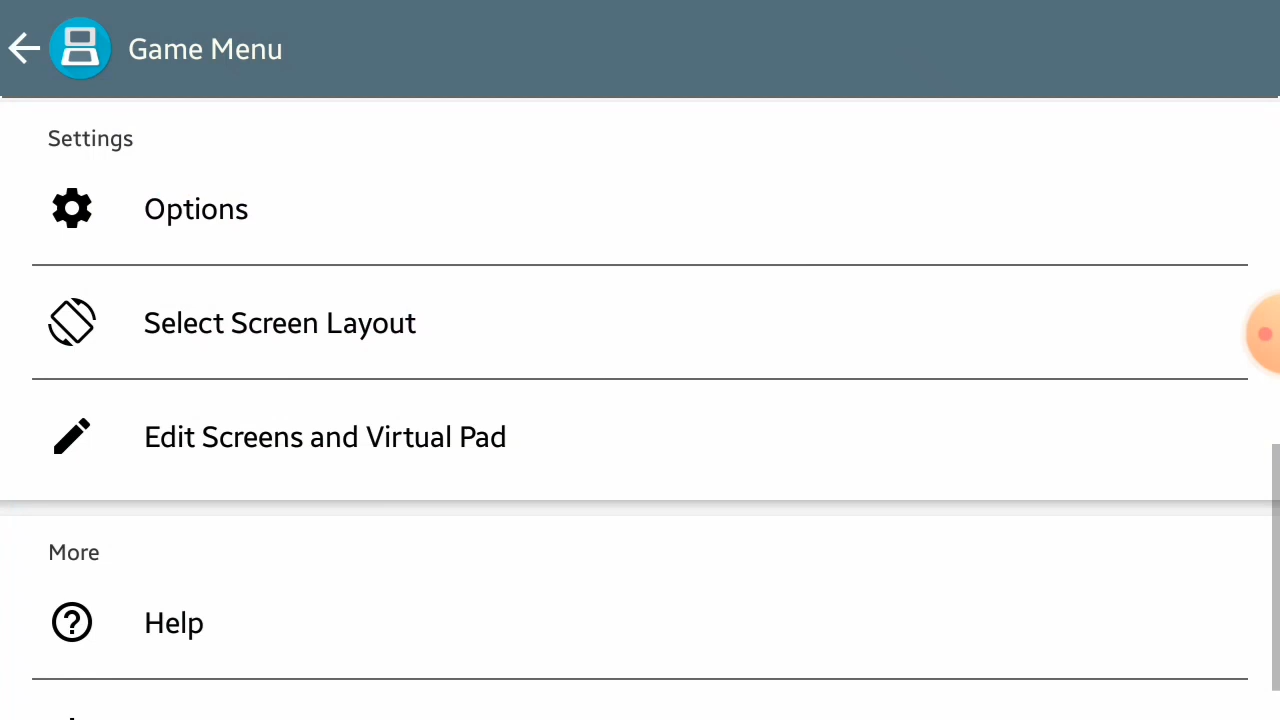 Game Menu
Settings
Options
Select Screen Layout
Edit Screens and Virtual Pad
More
Help